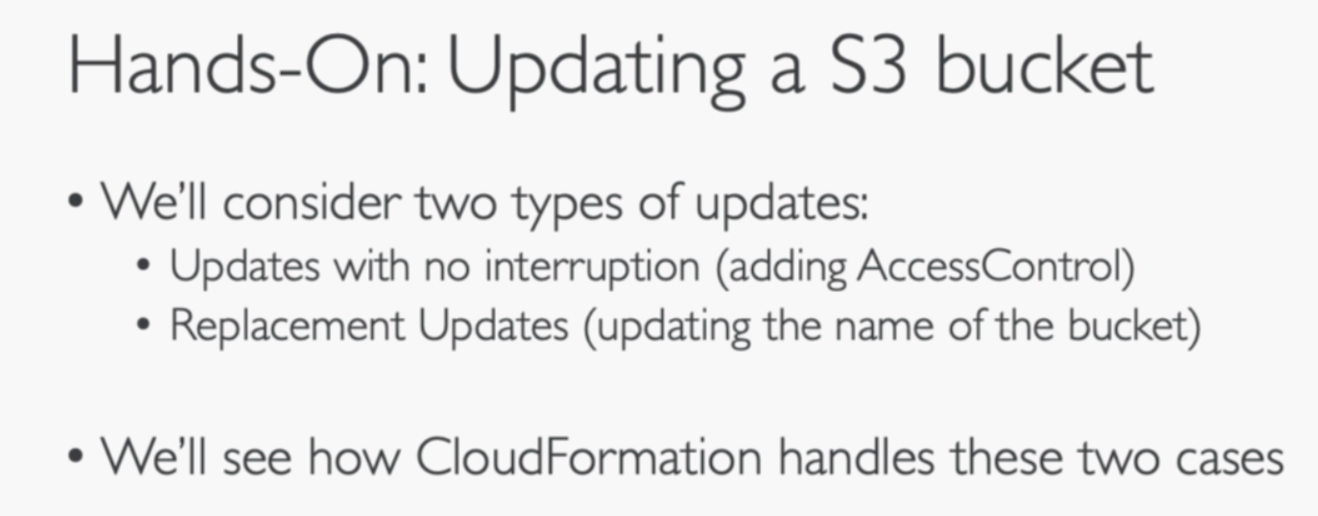 Hands-On: Updating a S3 bucket
• We'll consider two types of updates:
• Updates with no interruption (adding AccessControl)
• Replacement Updates (updating the name of the bucket)
• We'll see how CloudFormation handles these two cases